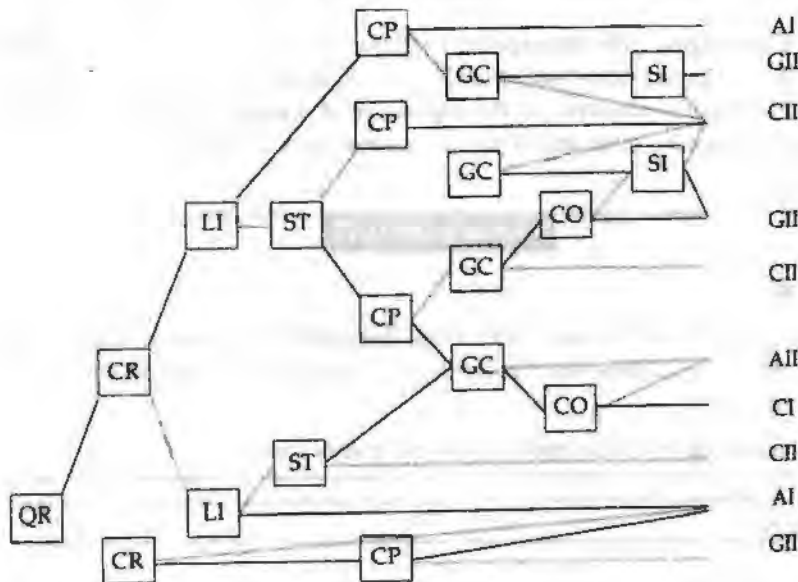 CP AI
GC SI GII
CP CII
GC SI
LI ST CO GII
GC CII
CP
CR GC AII
CO CI
ST CII
QR LI AI
CR CP GII